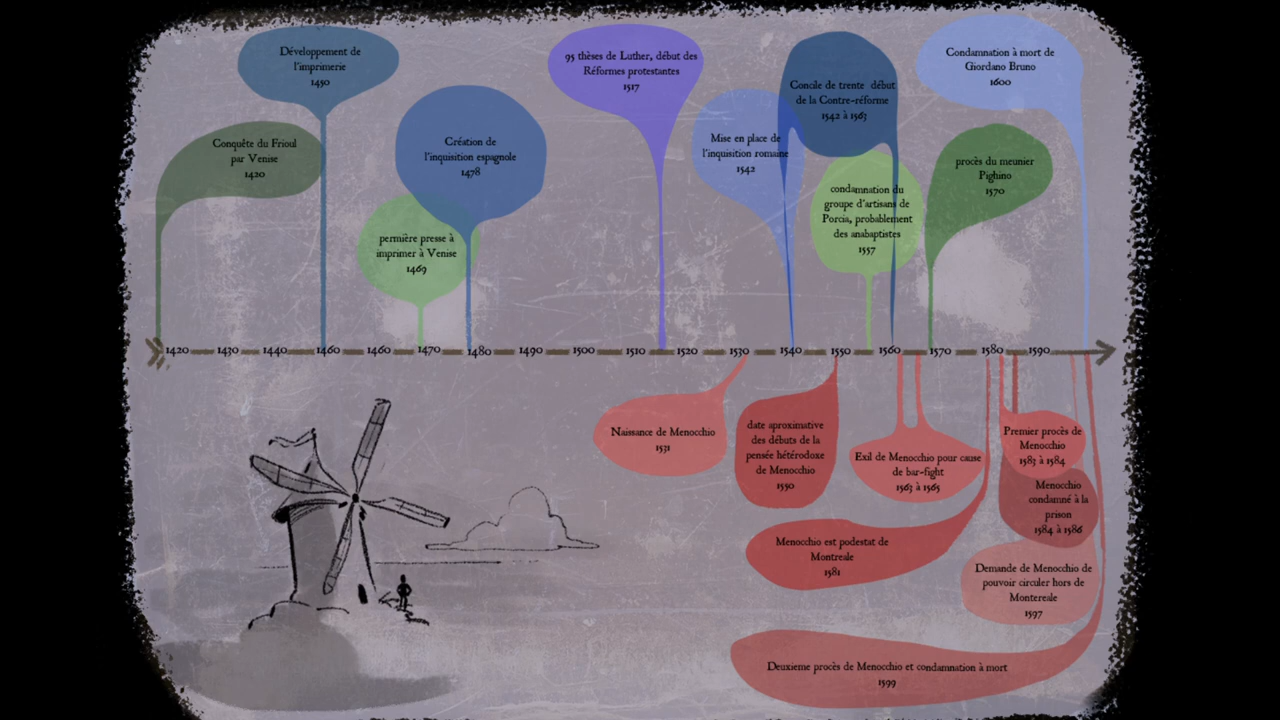 Développement de
l'imprimerie
1450
Conquête du Frioul
par Venise
1420
Création de
l'inquisition espagnole
1478
permière presse à
imprimer à Venise
1469
95 thèses de Luther, début des
Réformes protestantes
1517
Mise en place de
l'inquisition romaine
1542
Concile de trente début
de la Contre-réforme
1542 à 1563
condamnation du
groupe d'artisans de
Porcia, probablement
des anabaptistes
1557
Condamnation à mort de
Giordano Bruno
1600
procès du meunier
Pighino
1570
1420 1430 1440 1460 1460 1470 1480 1490 1500 1510 1520 1530 1540 1550 1560 1570 1580 1590
Naissance de Menocchio
1531
date aproximative
des débuts de la
pensée hétérodoxe
de Menocchio
1550
Exil de Menocchio pour cause
de bar-fight
1563 à 1565
Premier procès de
Menocchio
1583 à 1584
Menocchio
condamné à la
prison
1584 à 1586
Menocchio est podestat de
Montreale
1581
Demande de Menocchio de
pouvoir circuler hors de
Montereale
1597
Deuxieme procès de Menocchio et condamnation à mort
1599